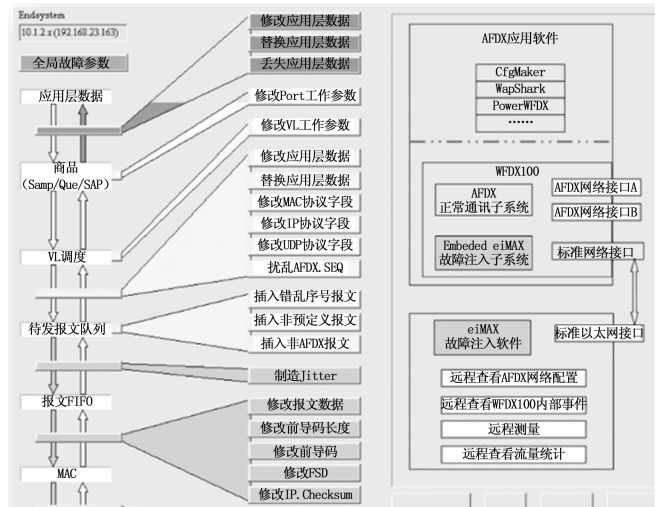 Endsystem
10.1.2.x(192.168.23.163)
全局故障参数
应用层数据
商品
(Samp/Que/SAP)
VL调度
待发报文队列
报文FIFO
MAC
修改应用层数据
替换应用层数据
丢失应用层数据
修改Port工作参数
修改VL工作参数
修改应用层数据
替换应用层数据
修改MAC协议字段
修改IP协议字段
修改UDP协议字段
扰乱AFDX.SEQ
插入错乱序号报文
插入非预定义报文
插入非AFDX报文
制造Jitter
修改报文数据
修改前导码长度
修改前导码
修改FSD
修改IP.Checksum
AFDX应用软件
CfgMaker
WapShark
PowerWFDX
……
WFDX100
AFDX
正常通讯子系统
Embeded eiMAX
故障注入子系统
AFDX网络接口A
AFDX网络接口B
标准网络接口
eiMAX
故障注入软件
标准以太网接口
远程查看AFDX网络配置
远程查看WFDX100内部事件
远程测量
远程查看流量统计